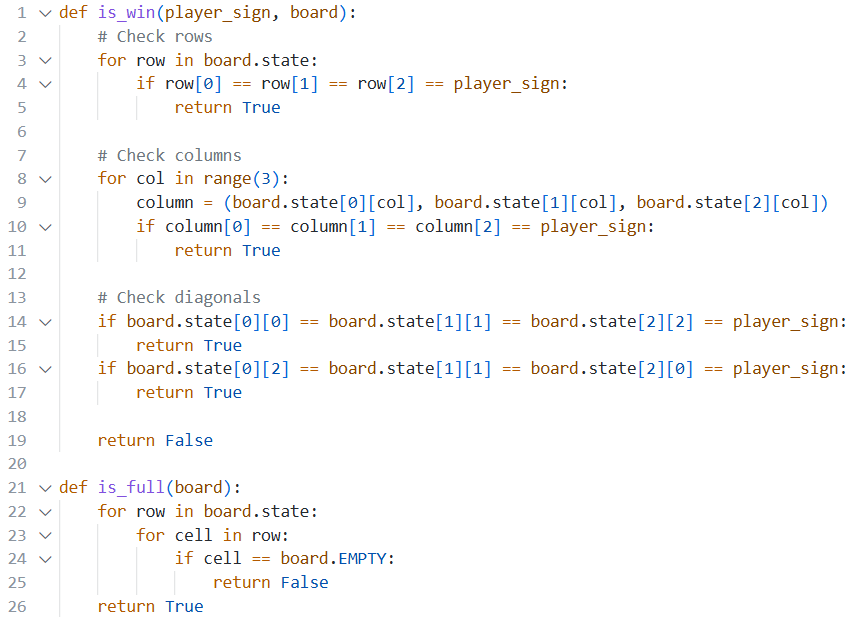 1 def is_win(player_sign, board):
2     # Check rows
3     for row in board.state:
4         if row[0] == row[1] == row[2] == player_sign:
5             return True
6
7     # Check columns
8     for col in range(3):
9         column = (board.state[0][col], board.state[1][col], board.state[2][col])
10         if column[0] == column[1] == column[2] == player_sign:
11             return True
12
13     # Check diagonals
14     if board.state[0][0] == board.state[1][1] == board.state[2][2] == player_sign:
15         return True
16     if board.state[0][2] == board.state[1][1] == board.state[2][0] == player_sign:
17         return True
18
19     return False
20
21 def is_full(board):
22     for row in board.state:
23         for cell in row:
24             if cell == board.EMPTY:
25                 return False
26     return True